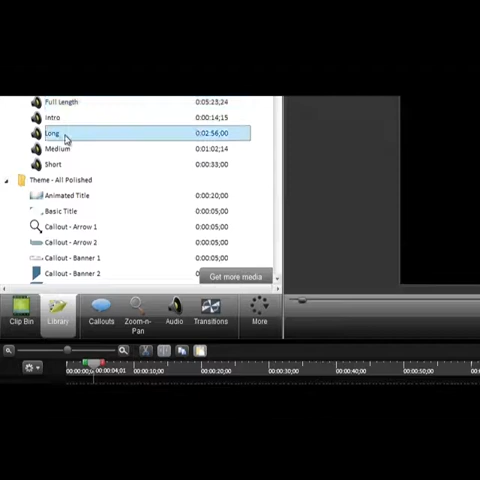 Full Length 0:05:23;24
Intro 0:00:14;15
Long 0:02:56;00
Medium 0:01:02;14
Short 0:00:33;00
Theme - All Polished
Animated Title 0:00:20;00
Basic Title 0:00:05;00
Callout - Arrow 1 0:00:05;00
Callout - Arrow 2 0:00:05;00
Callout - Banner 1 0:00:05;00
Callout - Banner 2 0:00:05;00
Get more media
Clip Bin Library Callouts Zoom-n-Pan Audio Transitions More
0:00:04;01 00:00:10;00 00:00:20;00 00:00:30;00 00:00:40;00 00:00:50;00